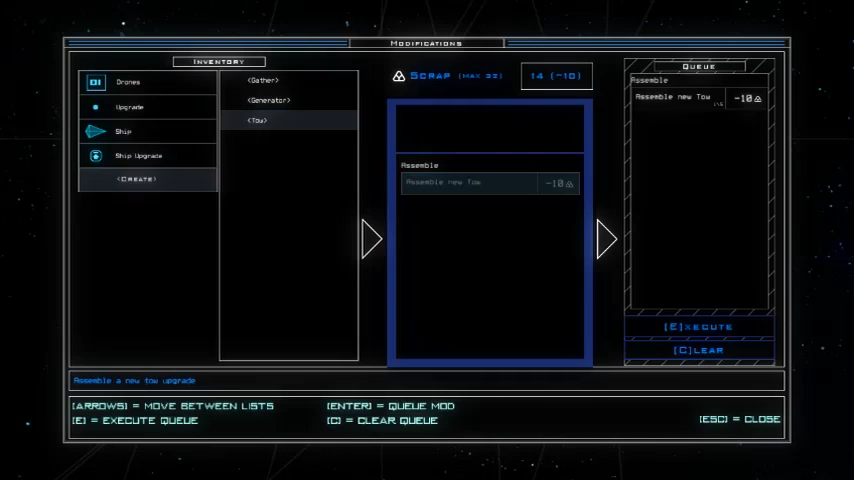 Modifications
Inventory
Drones
Upgrade
Ship
Ship Upgrade
<Create>
<Gather>
<Generator>
<Tow>
Scrap (max 32)
14 (-10)
Assemble
Assemble new Tow -10
Queue
Assemble
Assemble new Tow -10
[E]xecute
[C]lear
Assemble a new tow upgrade
[ARROWS] = MOVE BETWEEN LISTS
[ENTER] = QUEUE MOD
[E] = EXECUTE QUEUE
[C] = CLEAR QUEUE
[ESC] = CLOSE